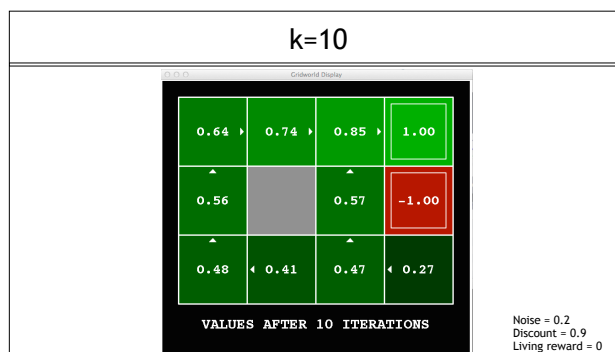 k=10
Gridworld Display
0.64 0.74 0.85 1.00
0.56 0.57 -1.00
0.48 0.41 0.47 0.27
VALUES AFTER 10 ITERATIONS
Noise = 0.2
Discount = 0.9
Living reward = 0